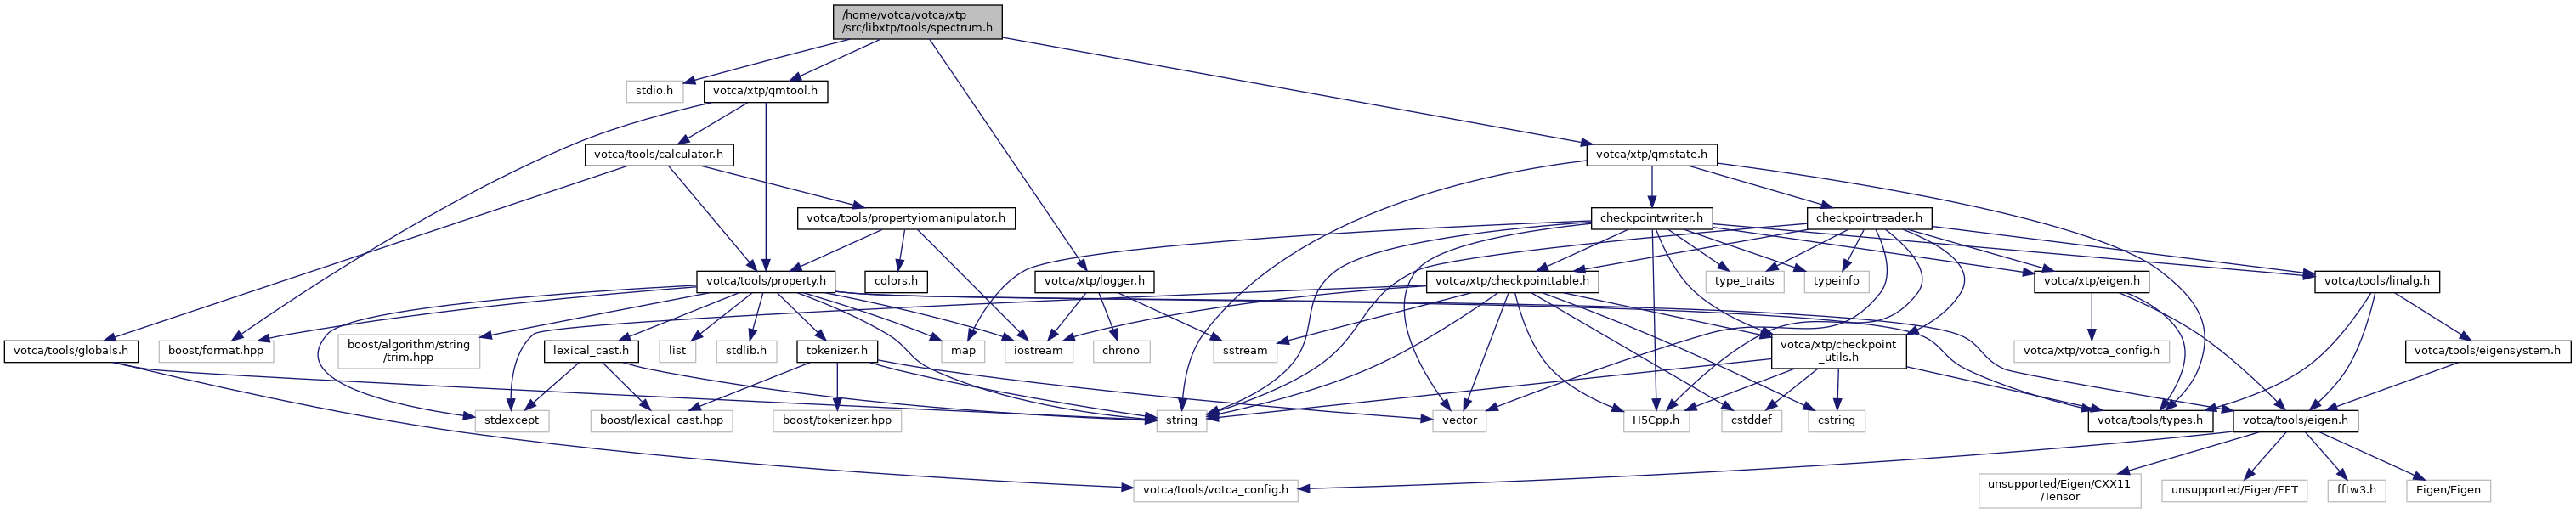 /home/votca/votca/xtp
/src/libxtp/tools/spectrum.h
stdio.h
votca/xtp/qmtool.h
votca/tools/calculator.h
votca/xtp/qmstate.h
votca/tools/propertyiomanipulator.h
checkpointwriter.h
checkpointreader.h
votca/tools/property.h
colors.h
votca/xtp/logger.h
votca/xtp/checkpointtable.h
type_traits
typeinfo
votca/xtp/eigen.h
votca/tools/linalg.h
votca/tools/globals.h
boost/format.hpp
boost/algorithm/string
/trim.hpp
lexical_cast.h
list
stdlib.h
tokenizer.h
map
iostream
chrono
sstream
votca/xtp/checkpoint
_utils.h
votca/xtp/votca_config.h
votca/tools/eigensystem.h
stdexcept
boost/lexical_cast.hpp
boost/tokenizer.hpp
string
vector
H5Cpp.h
cstddef
cstring
votca/tools/types.h
votca/tools/eigen.h
votca/tools/votca_config.h
unsupported/Eigen/CXX11
/Tensor
unsupported/Eigen/FFT
fftw3.h
Eigen/Eigen